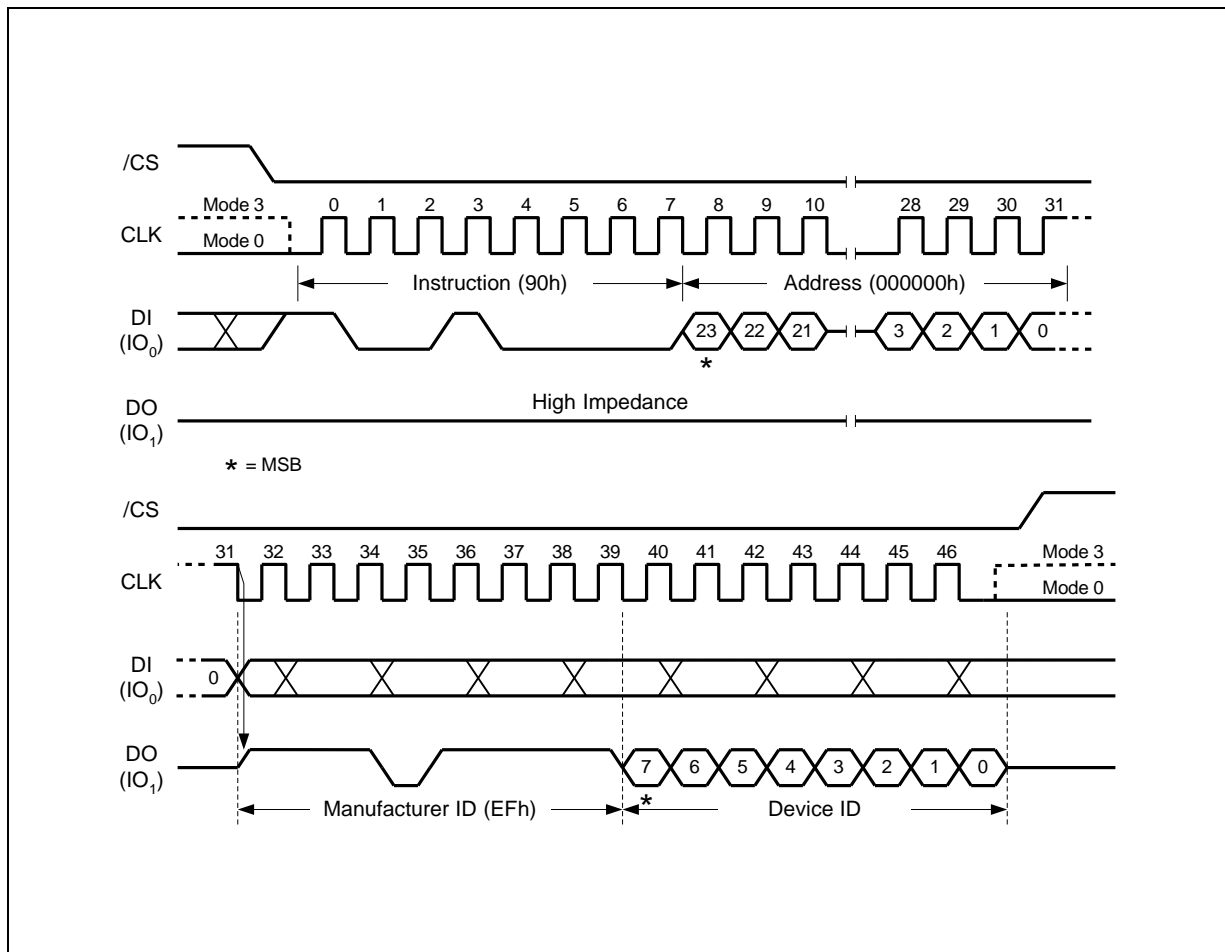 /CS
Mode 3
0 1 2 3 4 5 6 7 8 9 10 28 29 30 31
CLK
Mode 0
Instruction (90h) Address (000000h)
DI
(IO0)
23 22 21 3 2 1 0
*
High Impedance
DO
(IO1)
* = MSB
/CS
31 32 33 34 35 36 37 38 39 40 41 42 43 44 45 46
Mode 3
CLK
Mode 0
DI
(IO0)
0
DO
(IO1)
7 6 5 4 3 2 1 0
*
Manufacturer ID (EFh) Device ID